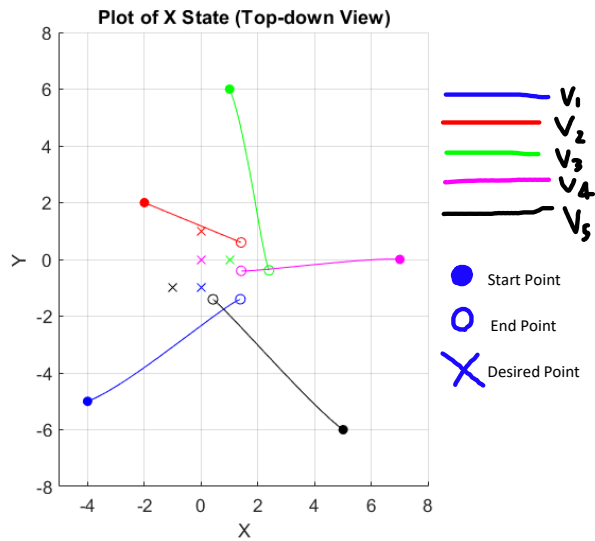 Plot of X State (Top-down View)
8
6
4
2
0
-2
-4
-6
-8
Y
-4 -2 0 2 4 6 8
X
V1
V2
V3
V4
V5
Start Point
End Point
Desired Point